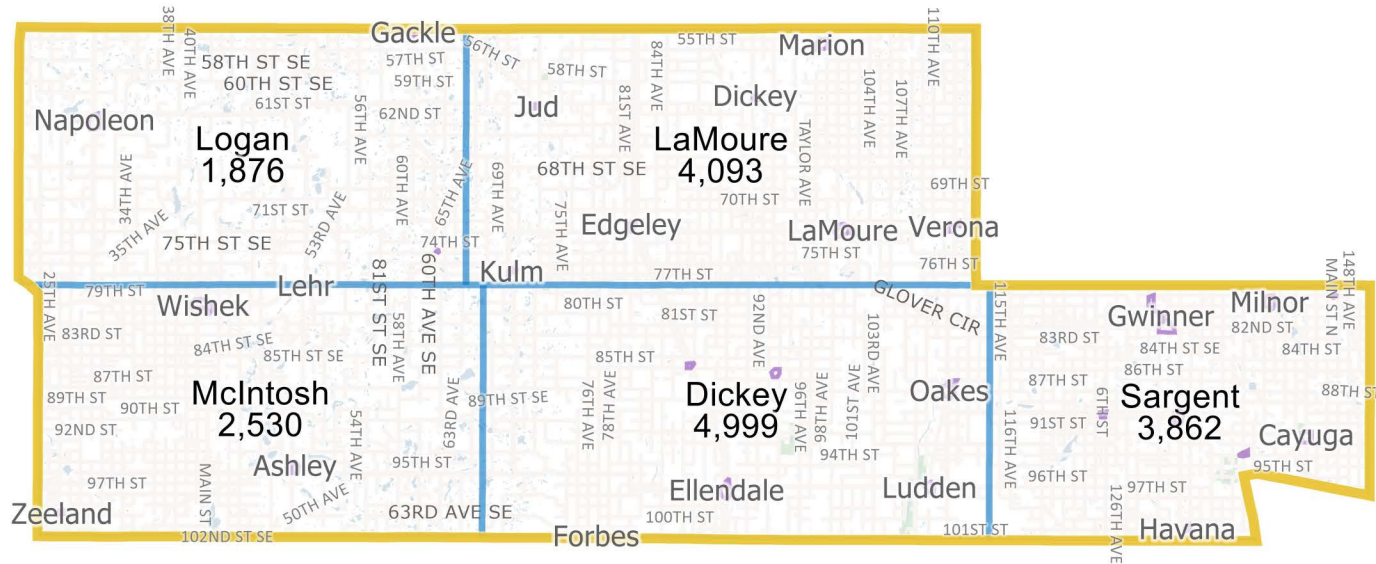 38TH AVE
40TH AVE
Gackle
56TH ST
55TH ST
84TH AVE
Marion
110TH AVE
58TH ST SE
57TH ST
58TH ST
60TH ST SE
59TH ST
81ST AVE
Dickey
104TH AVE
107TH AVE
61ST ST
56TH AVE
62ND ST
Jud
Napoleon
Logan
1,876
LaMoure
4,093
TAYLOR AVE
34TH AVE
60TH AVE
65TH AVE
69TH AVE
68TH ST SE
69TH ST
35TH AVE
71ST ST
53RD AVE
75TH AVE
70TH ST
75TH ST SE
74TH ST
Edgeley
LaMoure
Verona
75TH ST
76TH ST
25TH AVE
79TH ST
Lehr
81ST ST SE
60TH AVE SE
Kulm
77TH ST
GLOVER CIR
115TH AVE
148TH AVE
MAIN ST N
Wishek
58TH AVE
80TH ST
81ST ST
92ND AVE
103RD AVE
Gwinner
Milnor
83RD ST
84TH ST SE
85TH ST SE
83RD ST
82ND ST
84TH ST SE
84TH ST
87TH ST
85TH ST
86TH ST
87TH ST
88TH ST
89TH ST
90TH ST
McIntosh
2,530
63RD AVE
89TH ST SE
76TH AVE
78TH AVE
Dickey
4,999
96TH AVE
98TH AVE
101ST AVE
Oakes
116TH AVE
91ST ST
6TH ST
Sargent
3,862
92ND ST
54TH AVE
94TH ST
Cayuga
97TH ST
MAIN ST
Ashley
95TH ST
96TH ST
95TH ST
50TH AVE
Ellendale
Ludden
97TH ST
126TH AVE
Zeeland
63RD AVE SE
100TH ST
102ND ST SE
Forbes
101ST ST
Havana